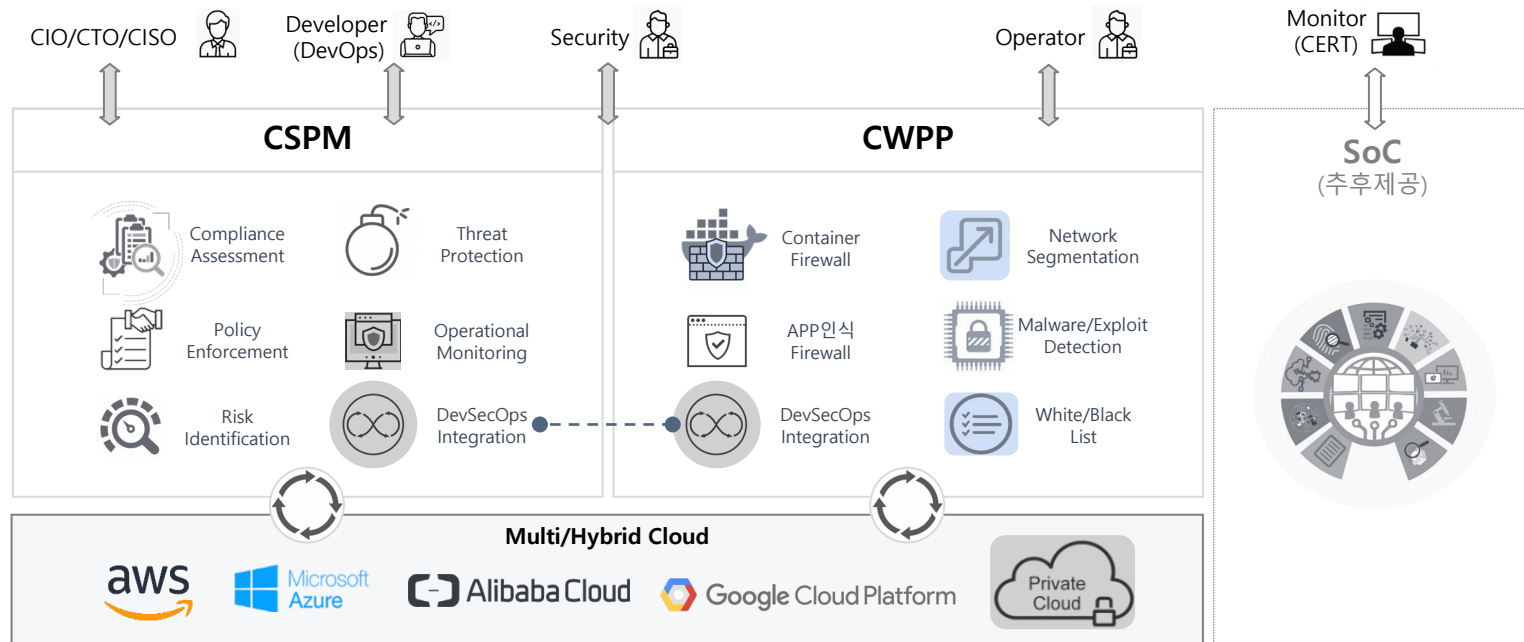 CIO/CTO/CISO
Developer
(DevOps)
Security
Operator
Monitor
(CERT)
CSPM
Compliance
Assessment
Threat
Protection
Policy
Enforcement
Operational
Monitoring
Risk
Identification
DevSecOps
Integration
CWPP
Container
Firewall
Network
Segmentation
APP인식
Firewall
Malware/Exploit
Detection
DevSecOps
Integration
White/Black
List
SoC
(추후제공)
Multi/Hybrid Cloud
aws
Microsoft
Azure
Alibaba Cloud
Google Cloud Platform
Private
Cloud